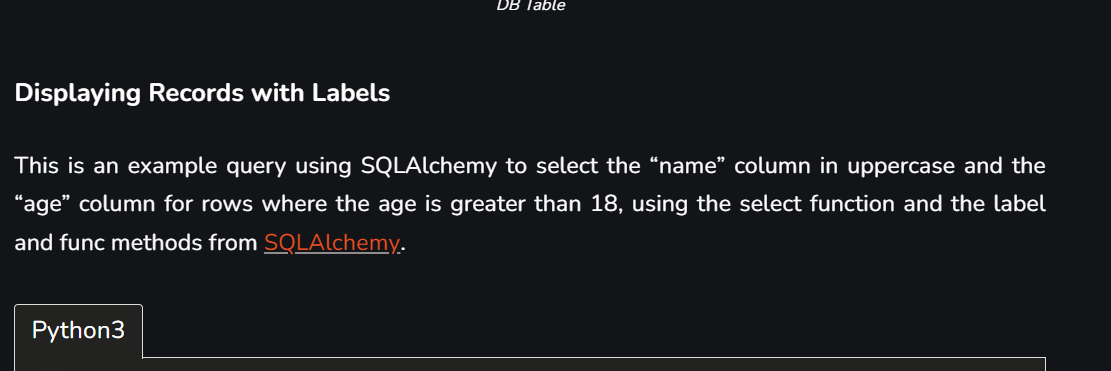 DB Table
Displaying Records with Labels
This is an example query using SQLAlchemy to select the “name” column in uppercase and the
“age” column for rows where the age is greater than 18, using the select function and the label
and func methods from SQLAlchemy.
Python3